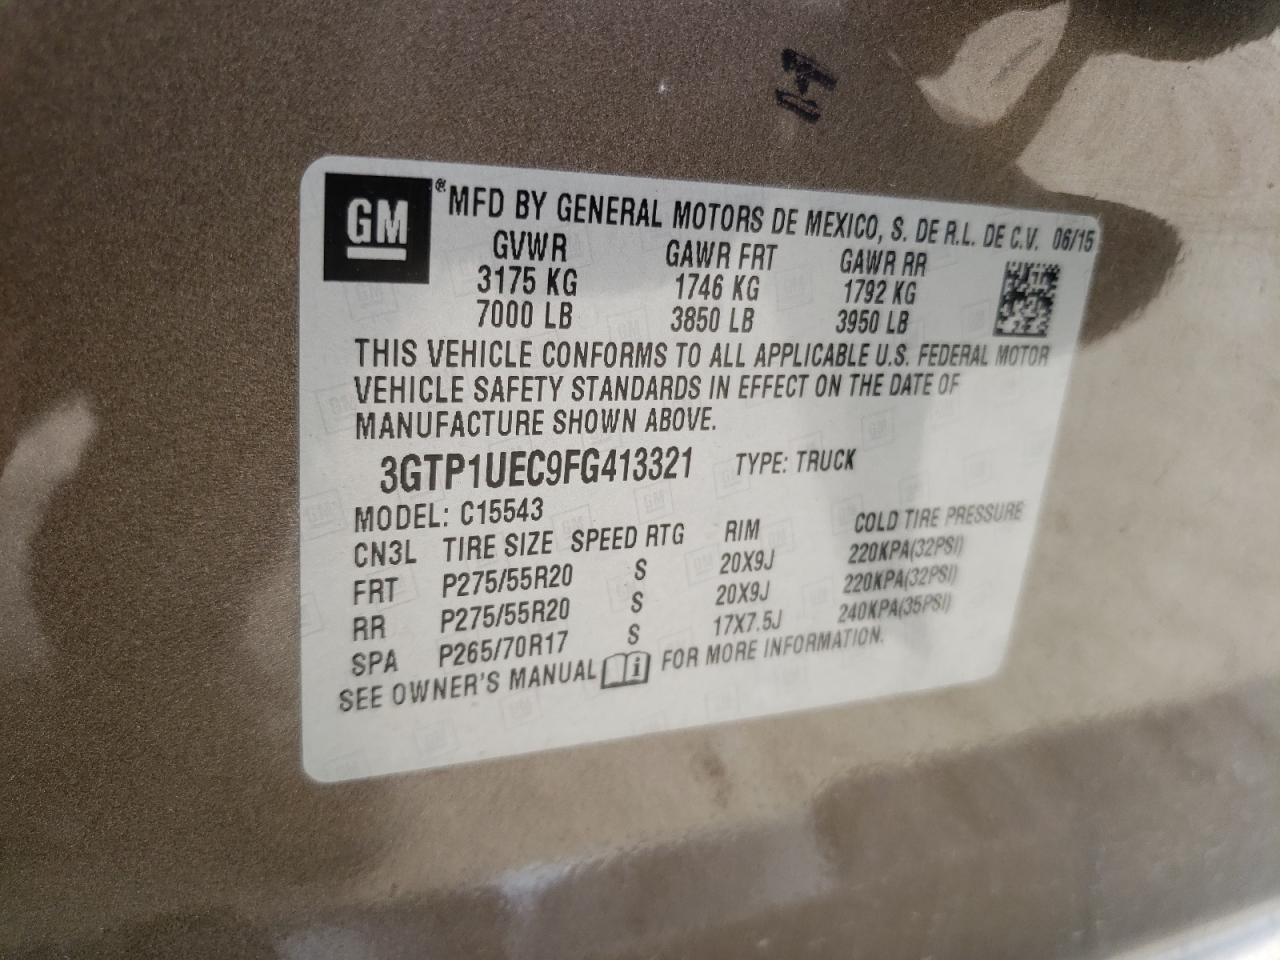 GM ® MFD BY GENERAL MOTORS DE MEXICO, S. DE R.L. DE C.V. 06/15
GVWR GAWR FRT GAWR RR
3175 KG 1746 KG 1792 KG
7000 LB 3850 LB 3950 LB
THIS VEHICLE CONFORMS TO ALL APPLICABLE U.S. FEDERAL MOTOR
VEHICLE SAFETY STANDARDS IN EFFECT ON THE DATE OF
MANUFACTURE SHOWN ABOVE.
3GTP1UEC9FG413321 TYPE: TRUCK
MODEL: C15543
CN3L TIRE SIZE SPEED RTG RIM COLD TIRE PRESSURE
FRT P275/55R20 S 20X9J 220KPA(32PSI)
RR P275/55R20 S 20X9J 220KPA(32PSI)
SPA P265/70R17 S 17X7.5J 240KPA(35PSI)
SEE OWNER'S MANUAL FOR MORE INFORMATION.